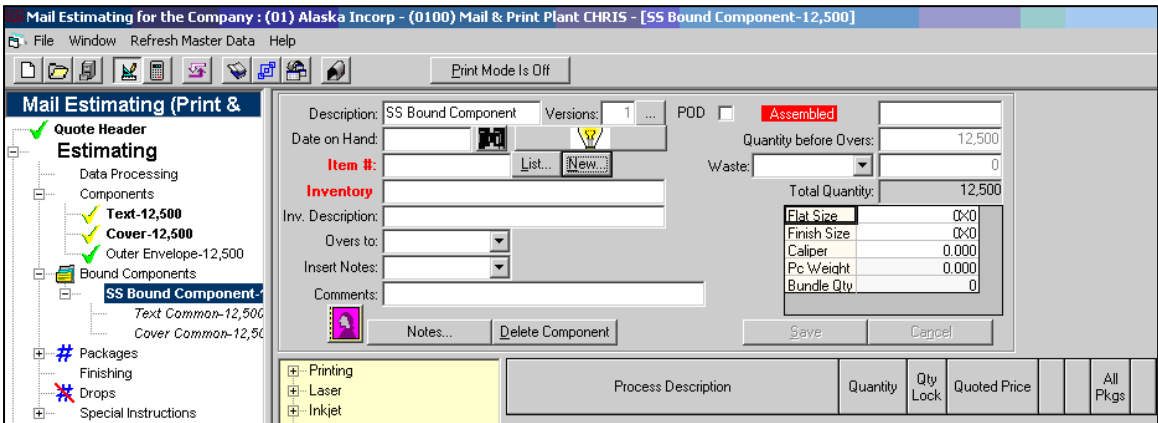 Mail Estimating for the Company : (01) Alaska Incorp - (0100) Mail & Print Plant CHRIS - [SS Bound Component-12,500]
File Window Refresh Master Data Help
Print Mode Is Off
Mail Estimating (Print &
Quote Header
Estimating
Data Processing
Components
Text-12,500
Cover-12,500
Outer Envelope-12,500
Bound Components
SS Bound Component-
Text Common-12,500
Cover Common-12,50
# Packages
Finishing
# Drops
Special Instructions
Description: SS Bound Component Versions: 1 ... POD Assembled
Date on Hand: Quantity before Overs: 12,500
Item #: List... New... Waste: 0
Inventory Total Quantity: 12,500
Inv. Description: Flat Size 0X0
Overs to: Finish Size 0X0
Caliper 0.000
Insert Notes: Pc Weight 0.000
Bundle Qty 0
Comments:
Notes... Delete Component Save Cancel
Printing
Laser
Inkjet
Process Description Quantity Qty Lock Quoted Price All Pkgs